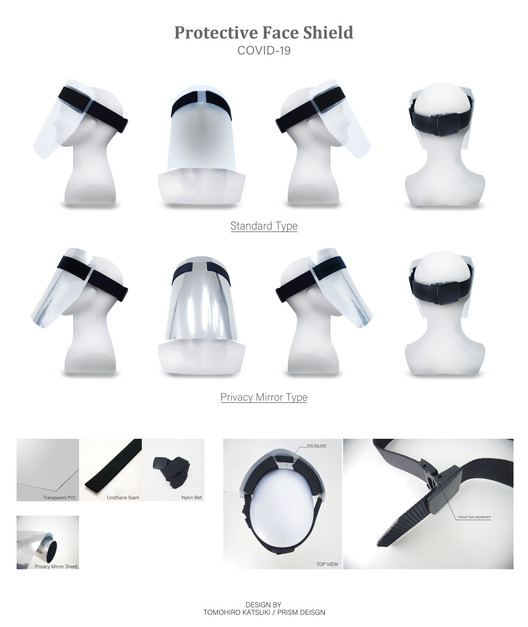 Protective Face Shield
COVID-19
Standard Type
Privacy Mirror Type
Transparent PVC
Urethane foam
Nylon Belt
Privacy Mirror Sheet
TOP VIEW
DESIGN BY
TOMOHIRO KATSUKI / PRISM DEISGN